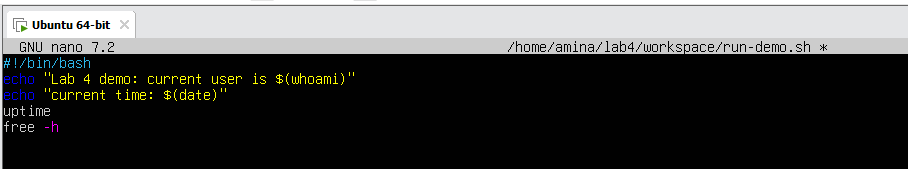 Ubuntu 64-bit ×
GNU nano 7.2 /home/amina/lab4/workspace/run-demo.sh *
#!/bin/bash
echo "Lab 4 demo: current user is $(whoami)"
echo "current time: $(date)"
uptime
free -h